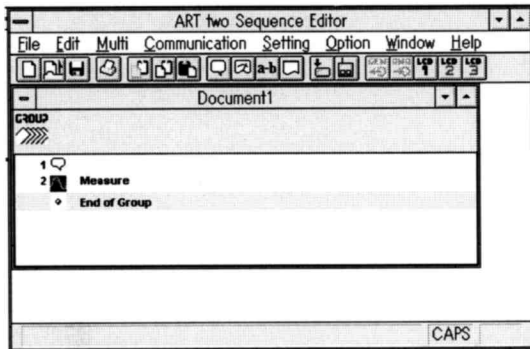 ART two Sequence Editor
File Edit Multi Communication Setting Option Window Help
a-b LCD 1 LCD 2 LCD 3
Document1
GROUP
1
2 Measure
End of Group
CAPS